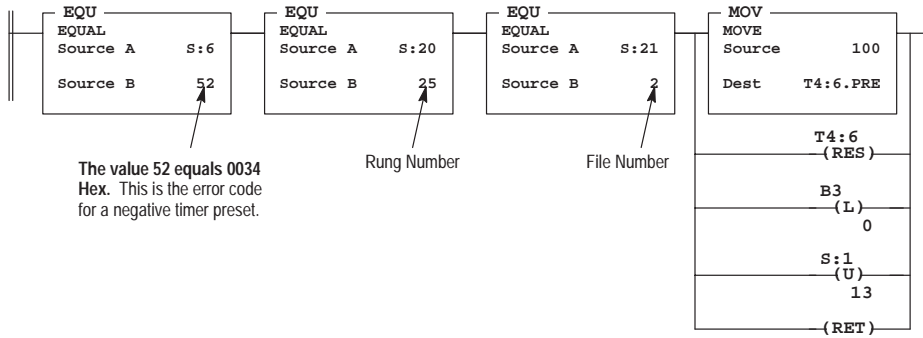 EQU
EQUAL
Source A S:6
Source B 52
EQU
EQUAL
Source A S:20
Source B 25
EQU
EQUAL
Source A S:21
Source B 2
MOV
MOVE
Source 100
Dest T4:6.PRE
The value 52 equals 0034
Hex. This is the error code
for a negative timer preset.
Rung Number
File Number
T4:6
(RES)
B3
(L)
0
S:1
(U)
13
(RET)